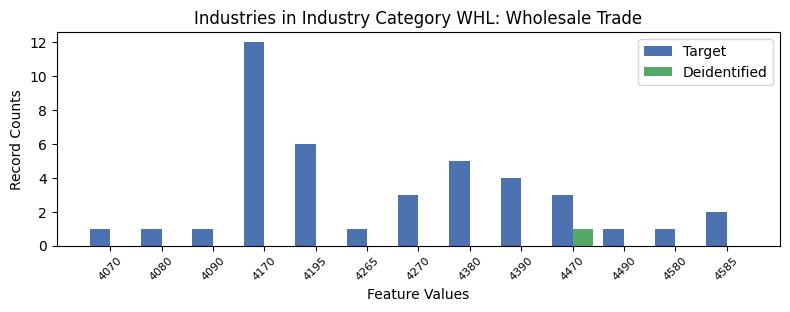 Industries in Industry Category WHL: Wholesale Trade
Target
Deidentified
Record Counts
12
10
8
6
4
2
0
4070 4080 4090 4170 4195 4265 4270 4380 4390 4470 4490 4580 4585
Feature Values